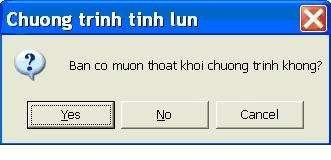 Chuong trinh tinh lun
Ban co muon thoat khoi chuong trinh khong?
Yes No Cancel